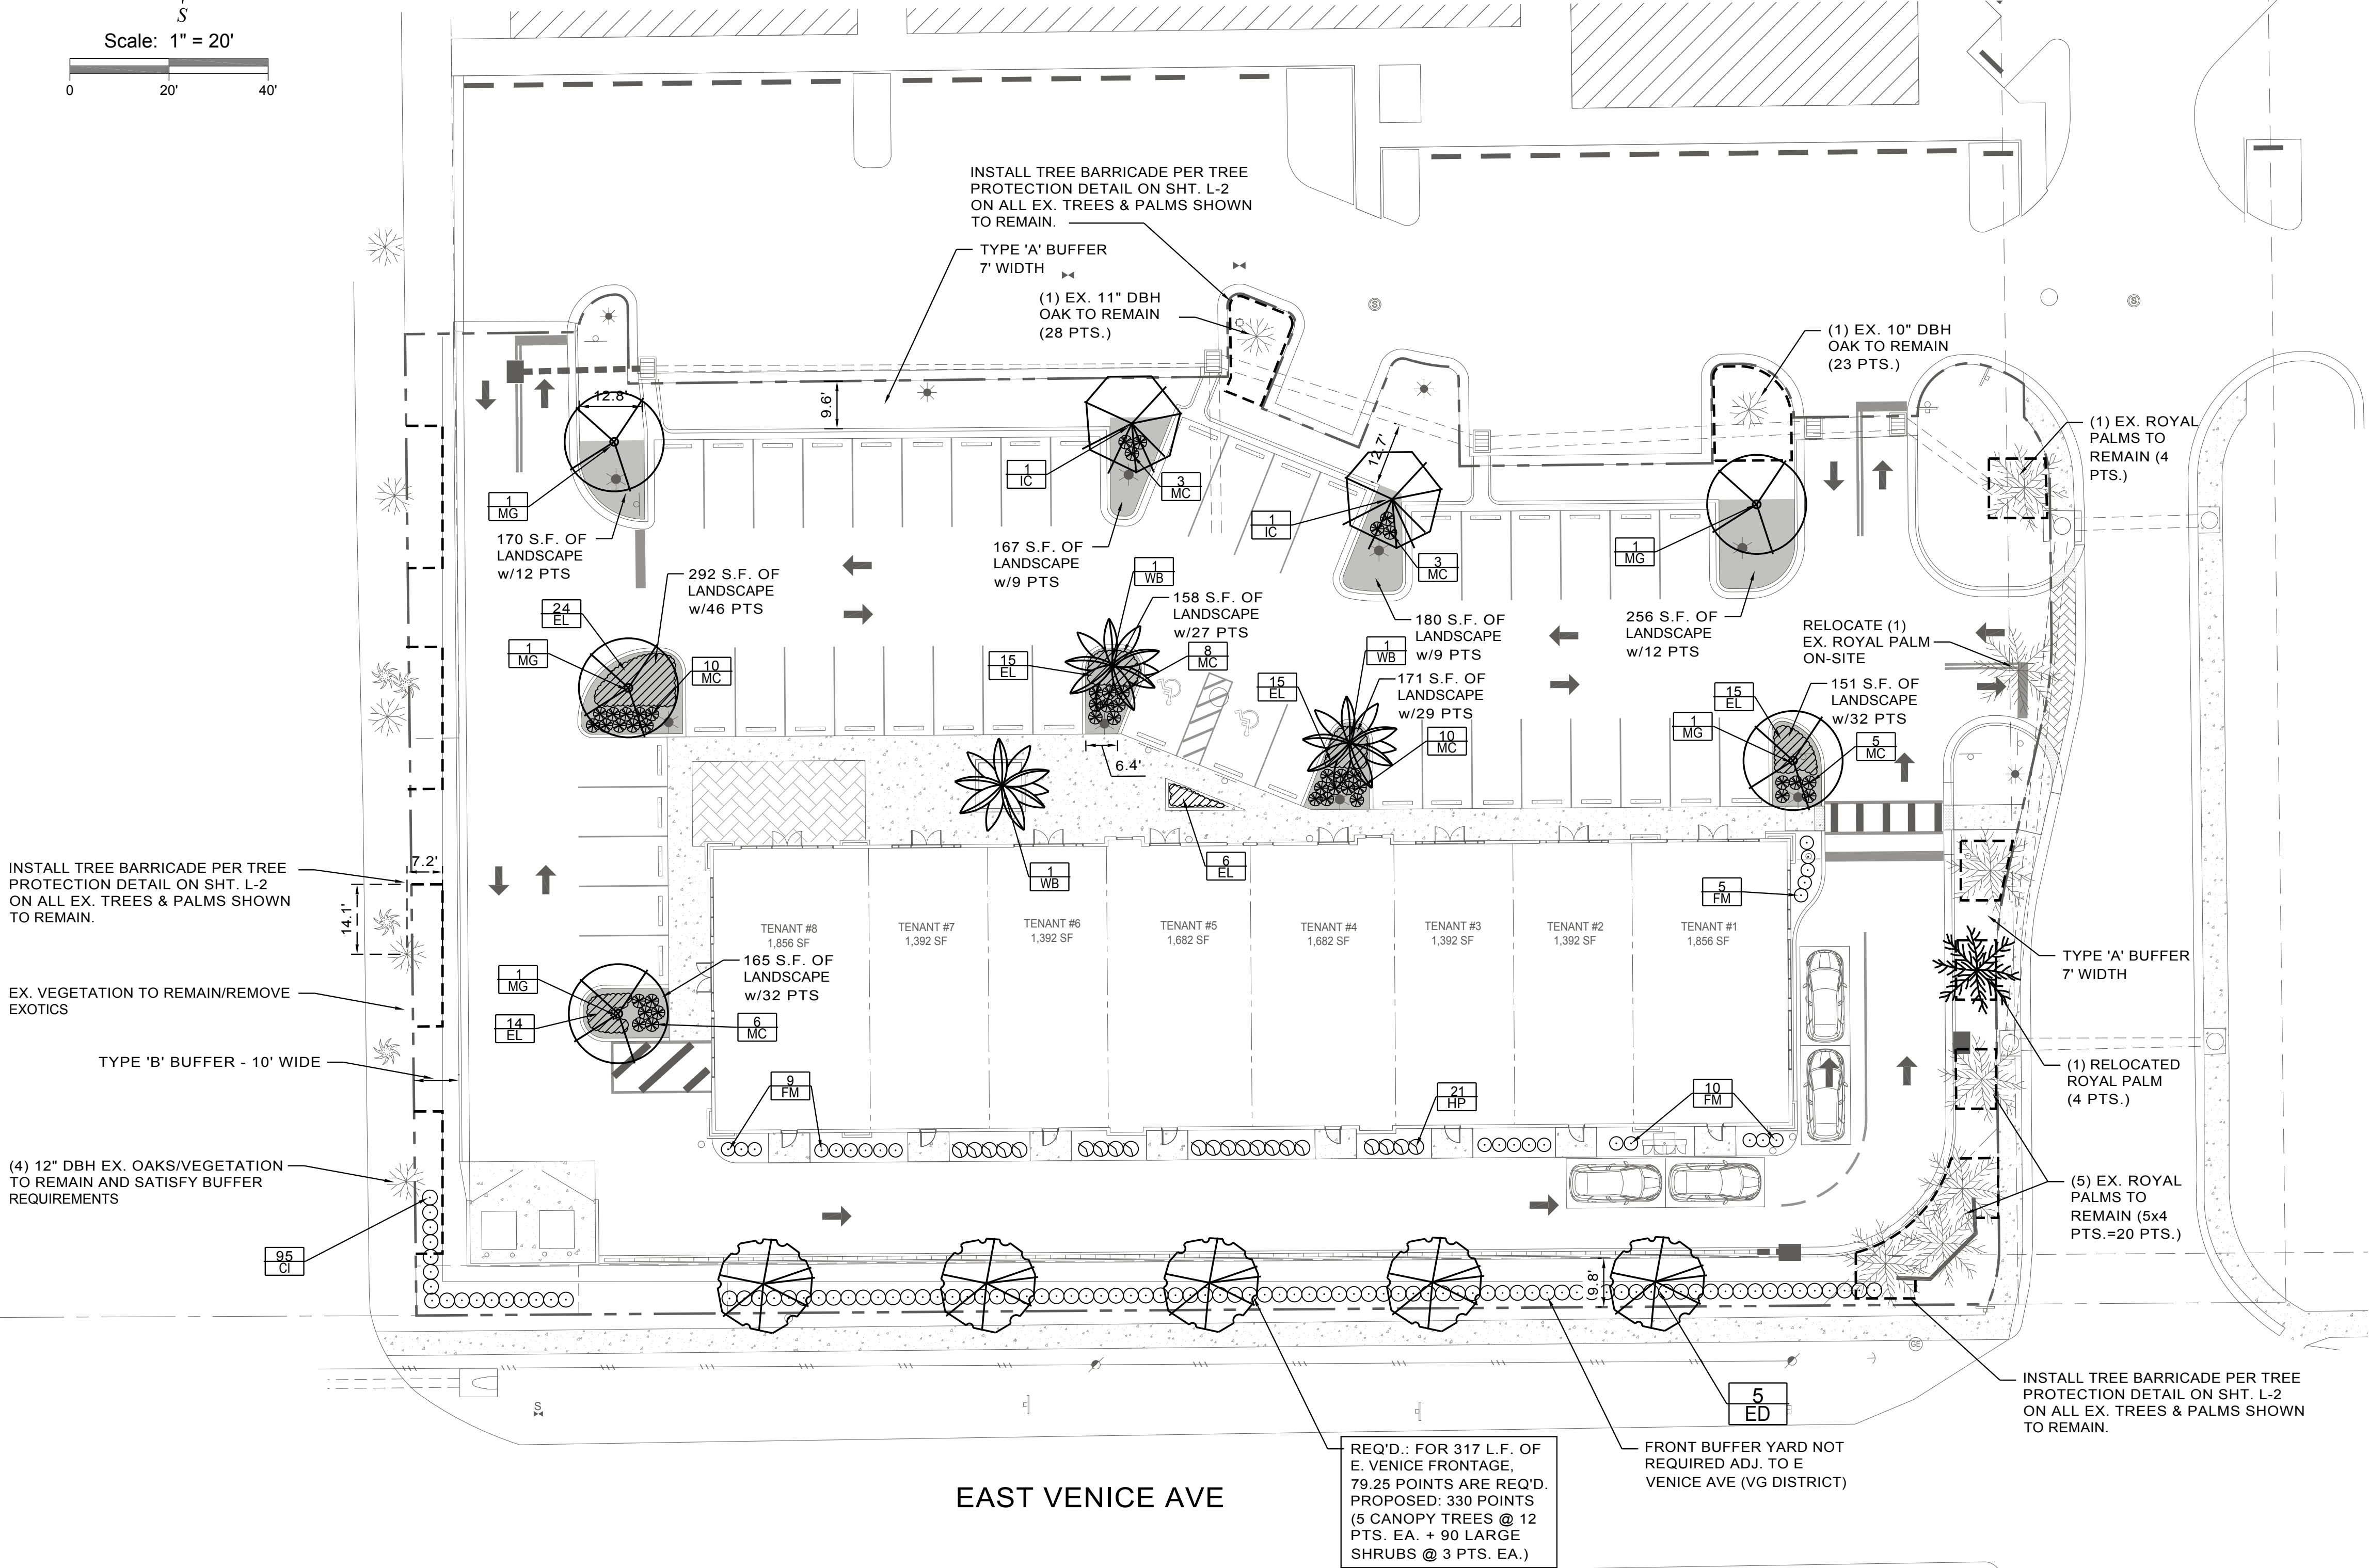 S
Scale: 1" = 20'
0 20' 40'
INSTALL TREE BARRICADE PER TREE
PROTECTION DETAIL ON SHT. L-2
ON ALL EX. TREES & PALMS SHOWN
TO REMAIN.
TYPE 'A' BUFFER
7' WIDTH
(1) EX. 11" DBH
OAK TO REMAIN
(28 PTS.)
S
S
(1) EX. 10" DBH
OAK TO REMAIN
(23 PTS.)
(1) EX. ROYAL
PALMS TO
REMAIN (4
PTS.)
12.8'
9.6'
12.7'
1
MG
1
IC
3
MC
1
IC
3
MC
1
MG
170 S.F. OF
LANDSCAPE
w/12 PTS
167 S.F. OF
LANDSCAPE
w/9 PTS
180 S.F. OF
LANDSCAPE
w/9 PTS
256 S.F. OF
LANDSCAPE
w/12 PTS
RELOCATE (1)
EX. ROYAL PALM
ON-SITE
292 S.F. OF
LANDSCAPE
w/46 PTS
24
EL
1
MG
10
MC
1
WB
158 S.F. OF
LANDSCAPE
w/27 PTS
15
EL
8
MC
1
WB
15
EL
171 S.F. OF
LANDSCAPE
w/29 PTS
10
MC
15
EL
1
MG
151 S.F. OF
LANDSCAPE
w/32 PTS
5
MC
6.4'
1
WB
6
EL
5
FM
INSTALL TREE BARRICADE PER TREE
PROTECTION DETAIL ON SHT. L-2
ON ALL EX. TREES & PALMS SHOWN
TO REMAIN.
7.2'
14.1'
EX. VEGETATION TO REMAIN/REMOVE
EXOTICS
TYPE 'B' BUFFER - 10' WIDE
(4) 12" DBH EX. OAKS/VEGETATION
TO REMAIN AND SATISFY BUFFER
REQUIREMENTS
95
CI
TENANT #8
1,856 SF
TENANT #7
1,392 SF
TENANT #6
1,392 SF
TENANT #5
1,682 SF
TENANT #4
1,682 SF
TENANT #3
1,392 SF
TENANT #2
1,392 SF
TENANT #1
1,856 SF
165 S.F. OF
LANDSCAPE
w/32 PTS
1
MG
14
EL
6
MC
9
FM
21
HP
10
FM
TYPE 'A' BUFFER
7' WIDTH
(1) RELOCATED
ROYAL PALM
(4 PTS.)
(5) EX. ROYAL
PALMS TO
REMAIN (5x4
PTS.=20 PTS.)
9.8'
GE
S
5
ED
INSTALL TREE BARRICADE PER TREE
PROTECTION DETAIL ON SHT. L-2
ON ALL EX. TREES & PALMS SHOWN
TO REMAIN.
FRONT BUFFER YARD NOT
REQUIRED ADJ. TO E
VENICE AVE (VG DISTRICT)
REQ'D.: FOR 317 L.F. OF
E. VENICE FRONTAGE,
79.25 POINTS ARE REQ'D.
PROPOSED: 330 POINTS
(5 CANOPY TREES @ 12
PTS. EA. + 90 LARGE
SHRUBS @ 3 PTS. EA.)
EAST VENICE AVE